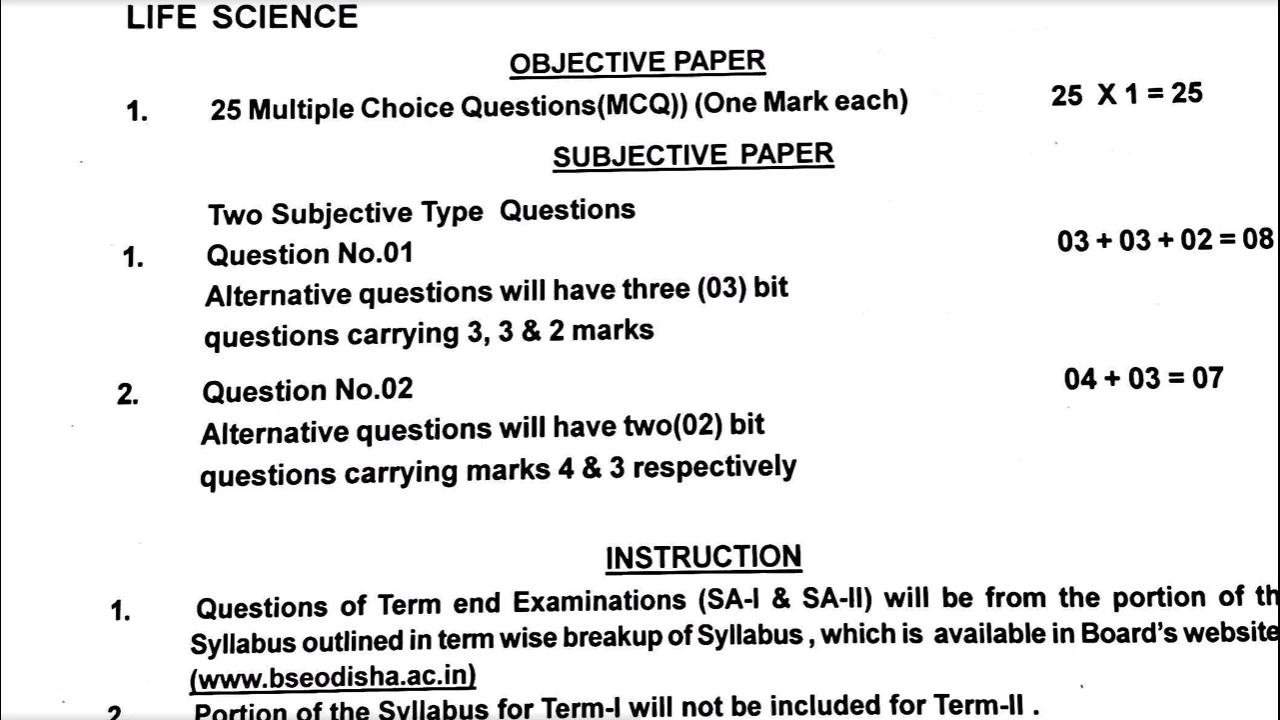 LIFE SCIENCE
OBJECTIVE PAPER
1. 25 Multiple Choice Questions(MCQ)) (One Mark each) 25 X 1 = 25
SUBJECTIVE PAPER
Two Subjective Type Questions
1. Question No.01 03 + 03 + 02 = 08
Alternative questions will have three (03) bit
questions carrying 3, 3 & 2 marks
2. Question No.02 04 + 03 = 07
Alternative questions will have two(02) bit
questions carrying marks 4 & 3 respectively
INSTRUCTION
1. Questions of Term end Examinations (SA-I & SA-II) will be from the portion of th
Syllabus outlined in term wise breakup of Syllabus , which is available in Board's website
(www.bseodisha.ac.in)
2 Portion of the Syllabus for Term-I will not be included for Term-II .